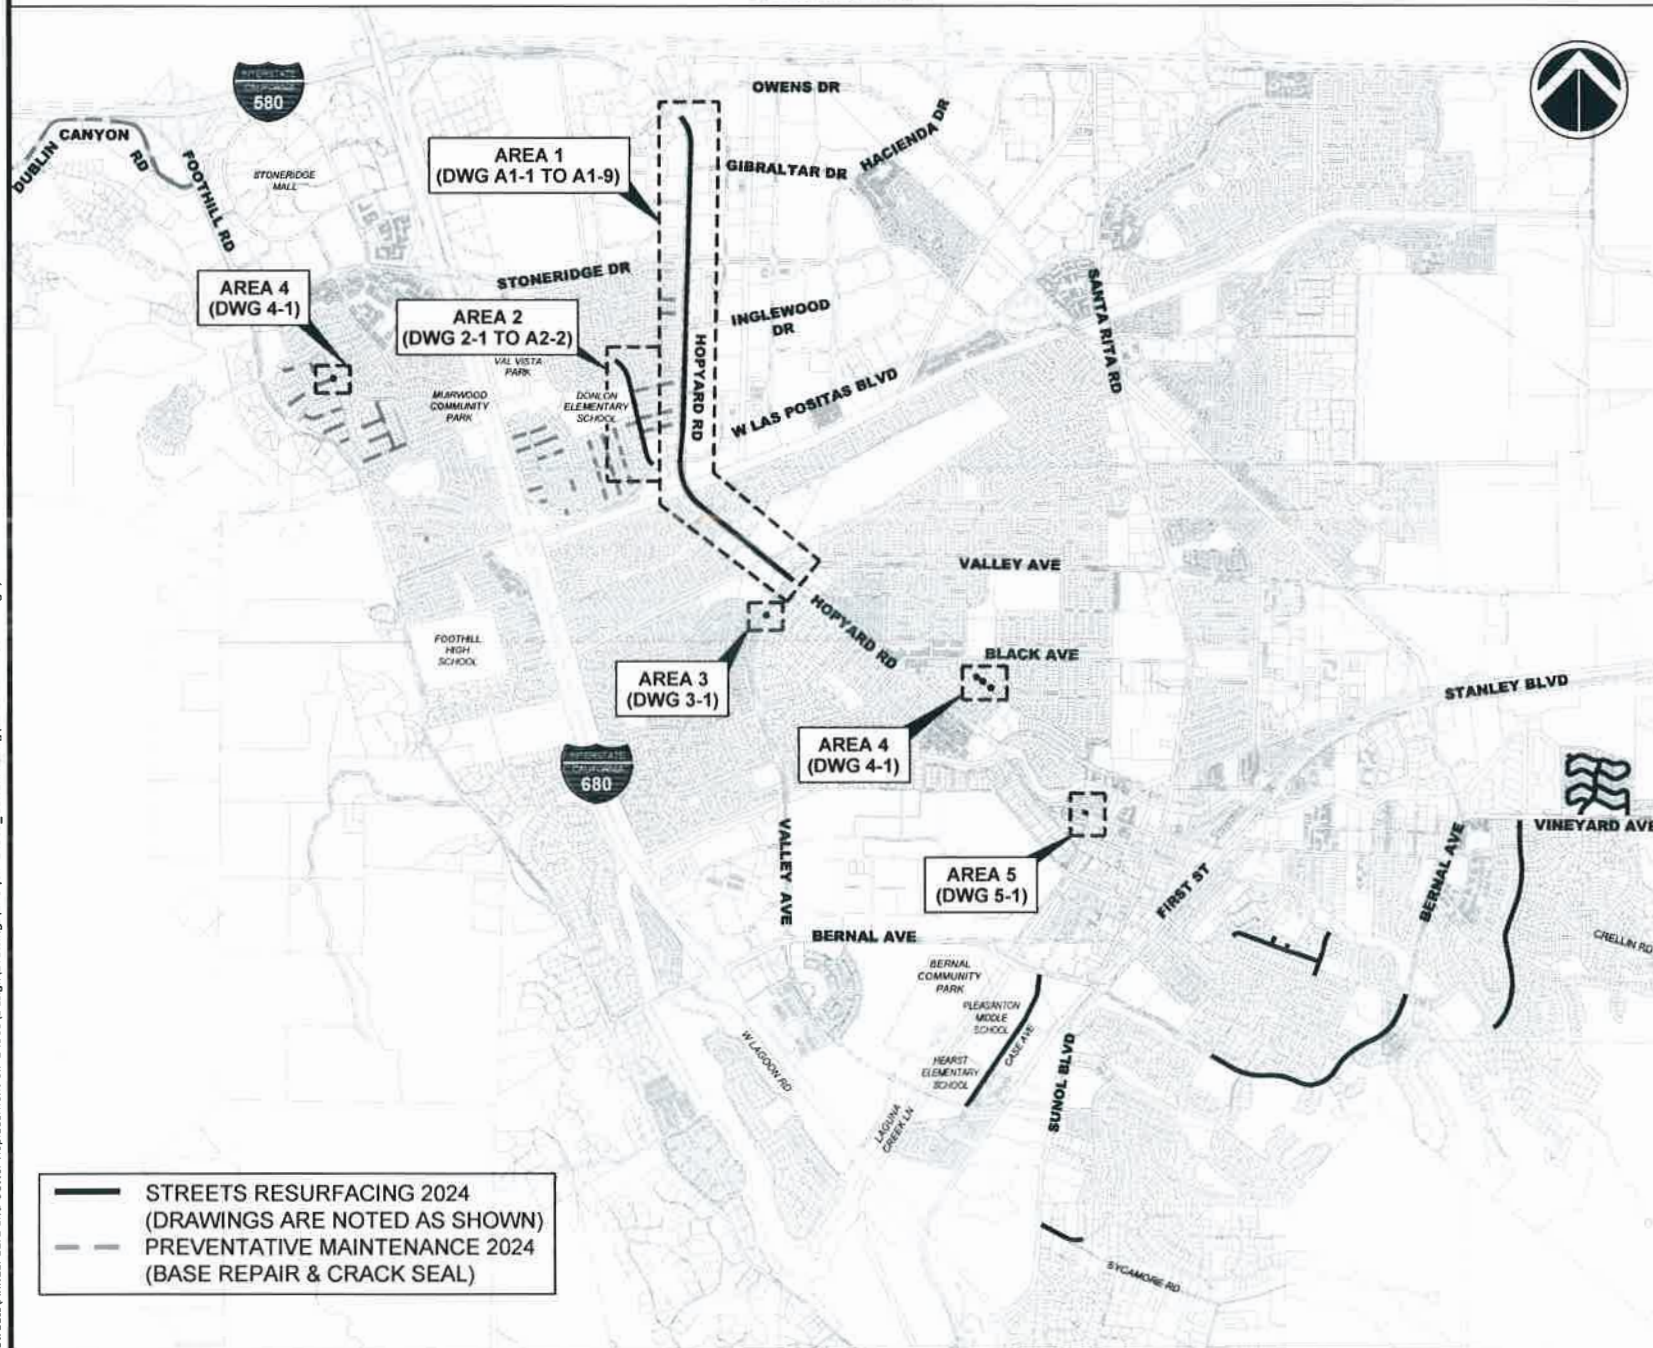 OWENS DR
INTERSTATE
CALIFORNIA
580
DUBLIN CANYON RD
FOOTHILL RD
STONERIDGE
MALL
AREA 1
(DWG A1-1 TO A1-9)
GIBRALTAR DR
HACIENDA DR
STONERIDGE DR
AREA 4
(DWG 4-1)
AREA 2
(DWG 2-1 TO A2-2)
VAL VISTA
PARK
INGLEWOOD
DR
SANTA RITA RD
HOPYARD RD
MUIRWOOD
COMMUNITY
PARK
DONLON
ELEMENTARY
SCHOOL
W LAS POSITAS BLVD
VALLEY AVE
HOPYARD RD
FOOTHILL
HIGH
SCHOOL
BLACK AVE
AREA 3
(DWG 3-1)
STANLEY BLVD
AREA 4
(DWG 4-1)
INTERSTATE
CALIFORNIA
680
VALLEY AVE
VINEYARD AVE
BERNAL AVE
AREA 5
(DWG 5-1)
FIRST ST
BERNAL AVE
CRELLIN RD
BERNAL
COMMUNITY
PARK
PLEASANTON
MIDDLE
SCHOOL
CASE AVE
W LAGOON RD
HEARST
ELEMENTARY
SCHOOL
SUNOL BLVD
LAGUNA
CREEK LN
SYCAMORE RD
STREETS RESURFACING 2024
(DRAWINGS ARE NOTED AS SHOWN)
PREVENTATIVE MAINTENANCE 2024
(BASE REPAIR & CRACK SEAL)